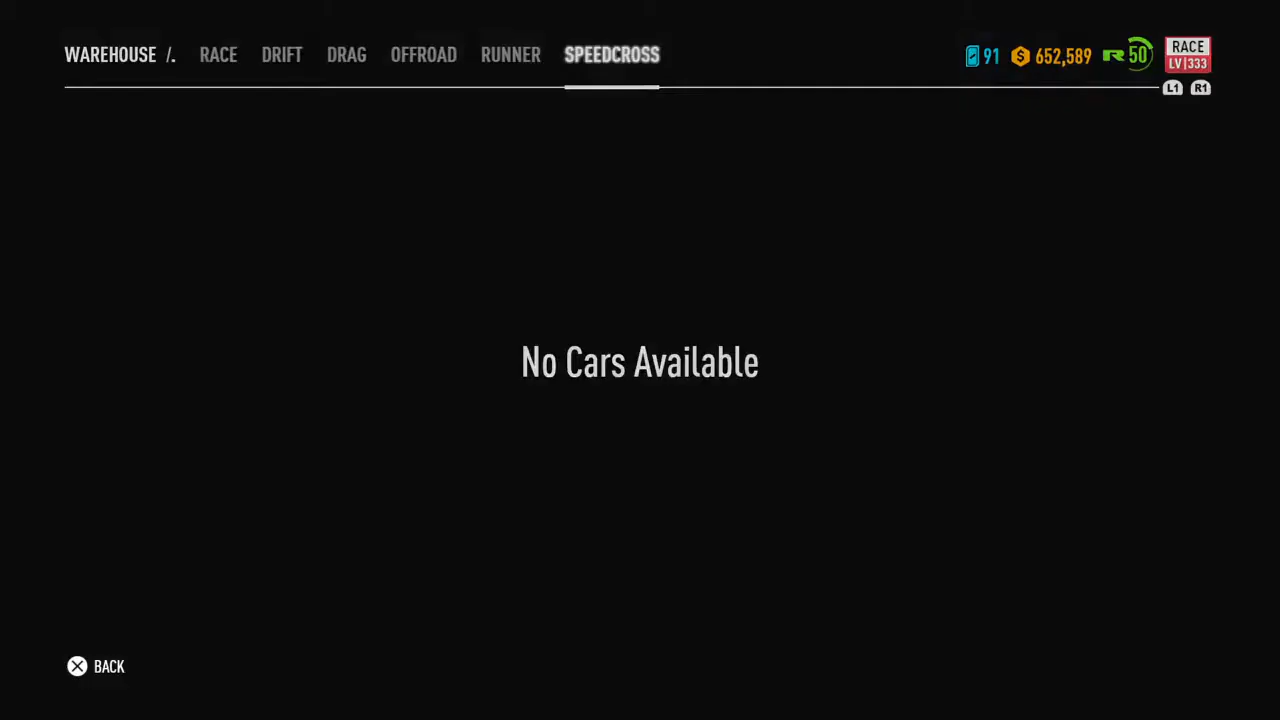 WAREHOUSE /. RACE DRIFT DRAG OFFROAD RUNNER SPEEDCROSS 91 652,589 R 50 RACE
LV|333
L1 R1
No Cars Available
BACK